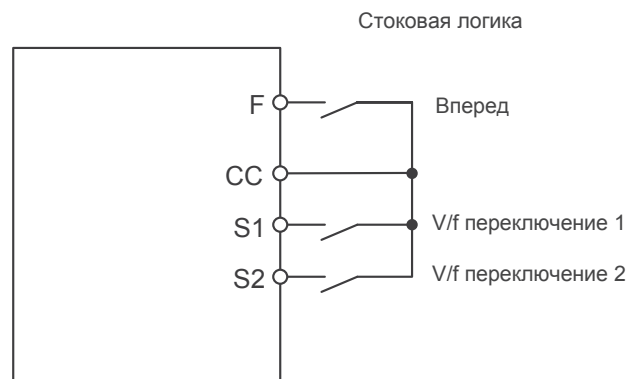 Стоковая логика
F
Вперед
CC
S1
V/f переключение 1
S2
V/f переключение 2